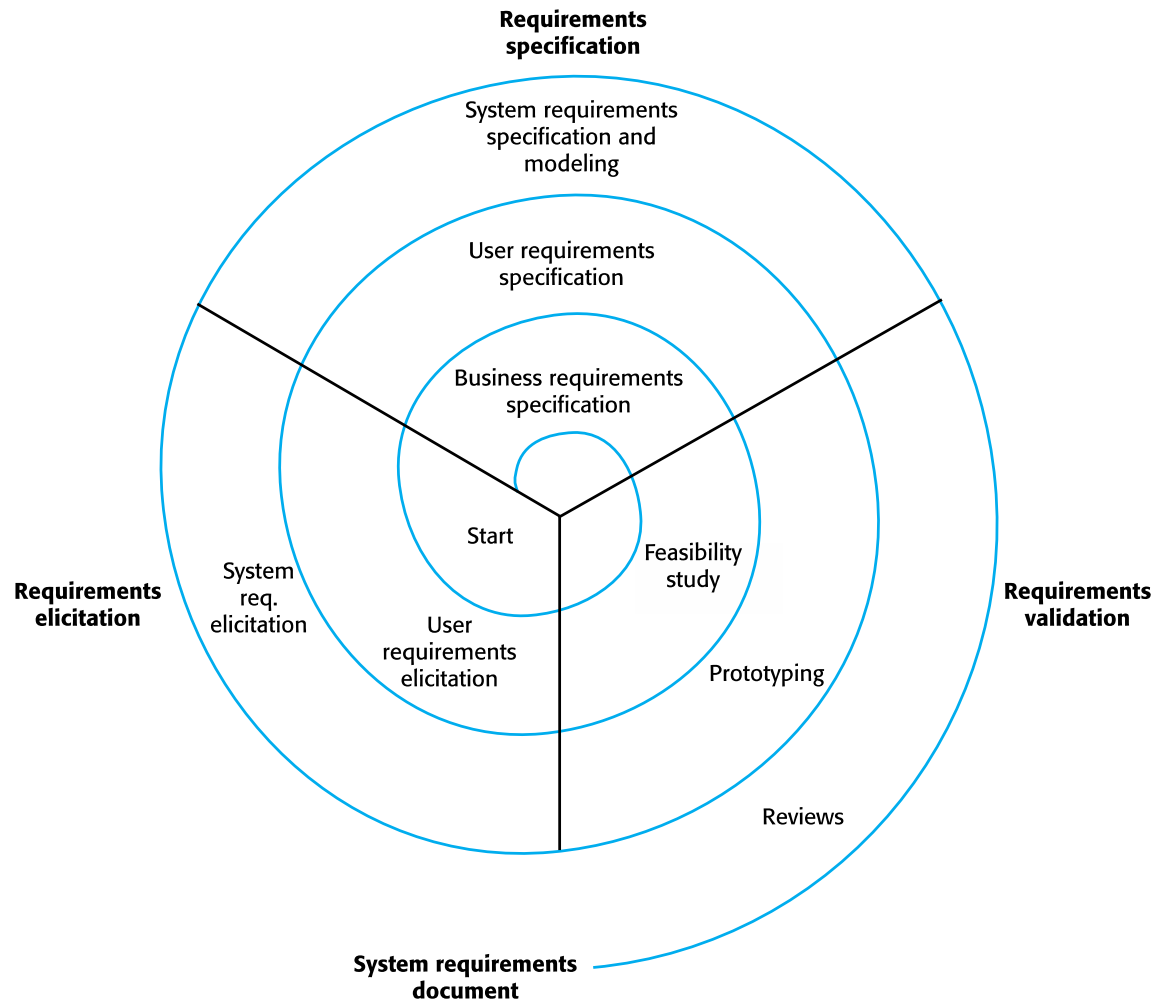 Requirements
specification
System requirements
specification and
modeling
User requirements
specification
Business requirements
specification
Start
Feasibility
study
System
req.
elicitation
Requirements
elicitation
Requirements
validation
User
requirements
elicitation
Prototyping
Reviews
System requirements
document